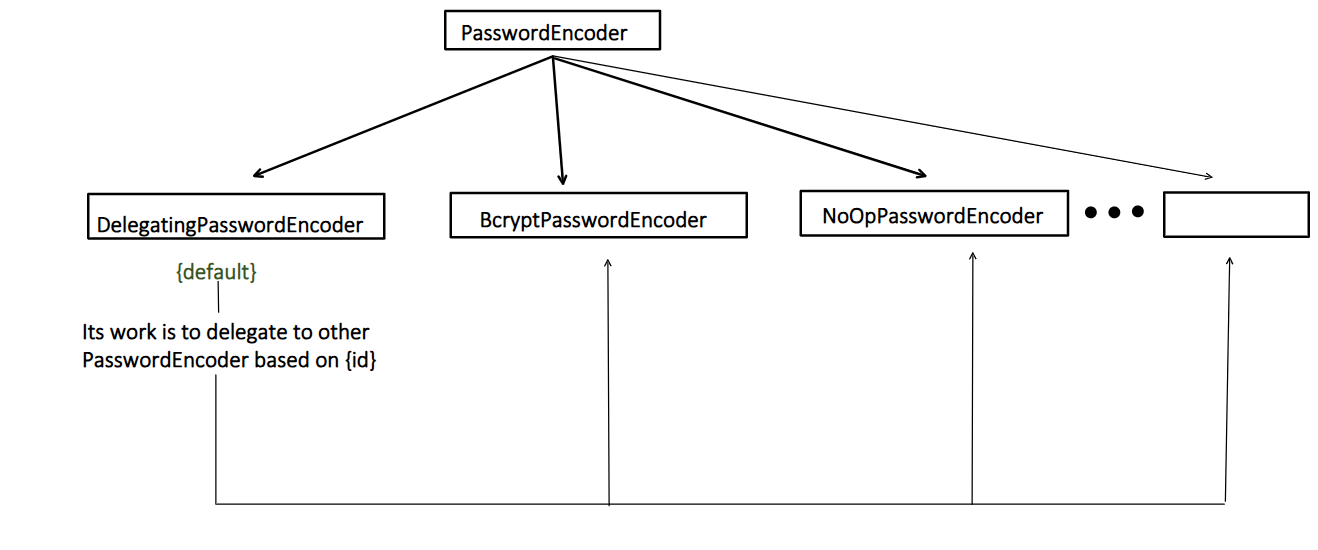 PasswordEncoder
DelegatingPasswordEncoder
BcryptPasswordEncoder
NoOpPasswordEncoder
{default}
Its work is to delegate to other
PasswordEncoder based on {id}